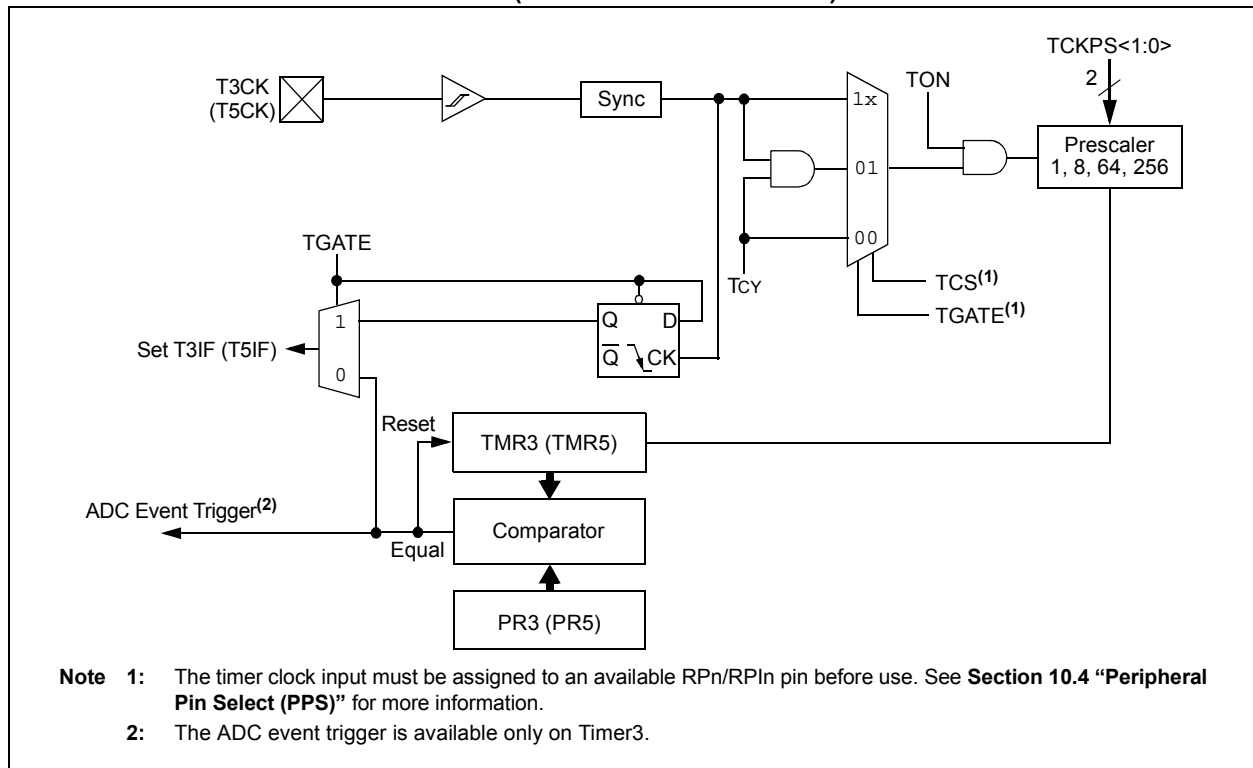 TCKPS<1:0>
2
T3CK
(T5CK)
Sync
1x
TON
Prescaler
1, 8, 64, 256
01
00
TGATE
TCY
TCS(1)
TGATE(1)
1
Q
D
Set T3IF (T5IF)
Q
CK
0
Reset
TMR3 (TMR5)
ADC Event Trigger(2)
Comparator
Equal
PR3 (PR5)
Note 1: The timer clock input must be assigned to an available RPn/RPIn pin before use. See Section 10.4 “Peripheral
Pin Select (PPS)” for more information.
2: The ADC event trigger is available only on Timer3.